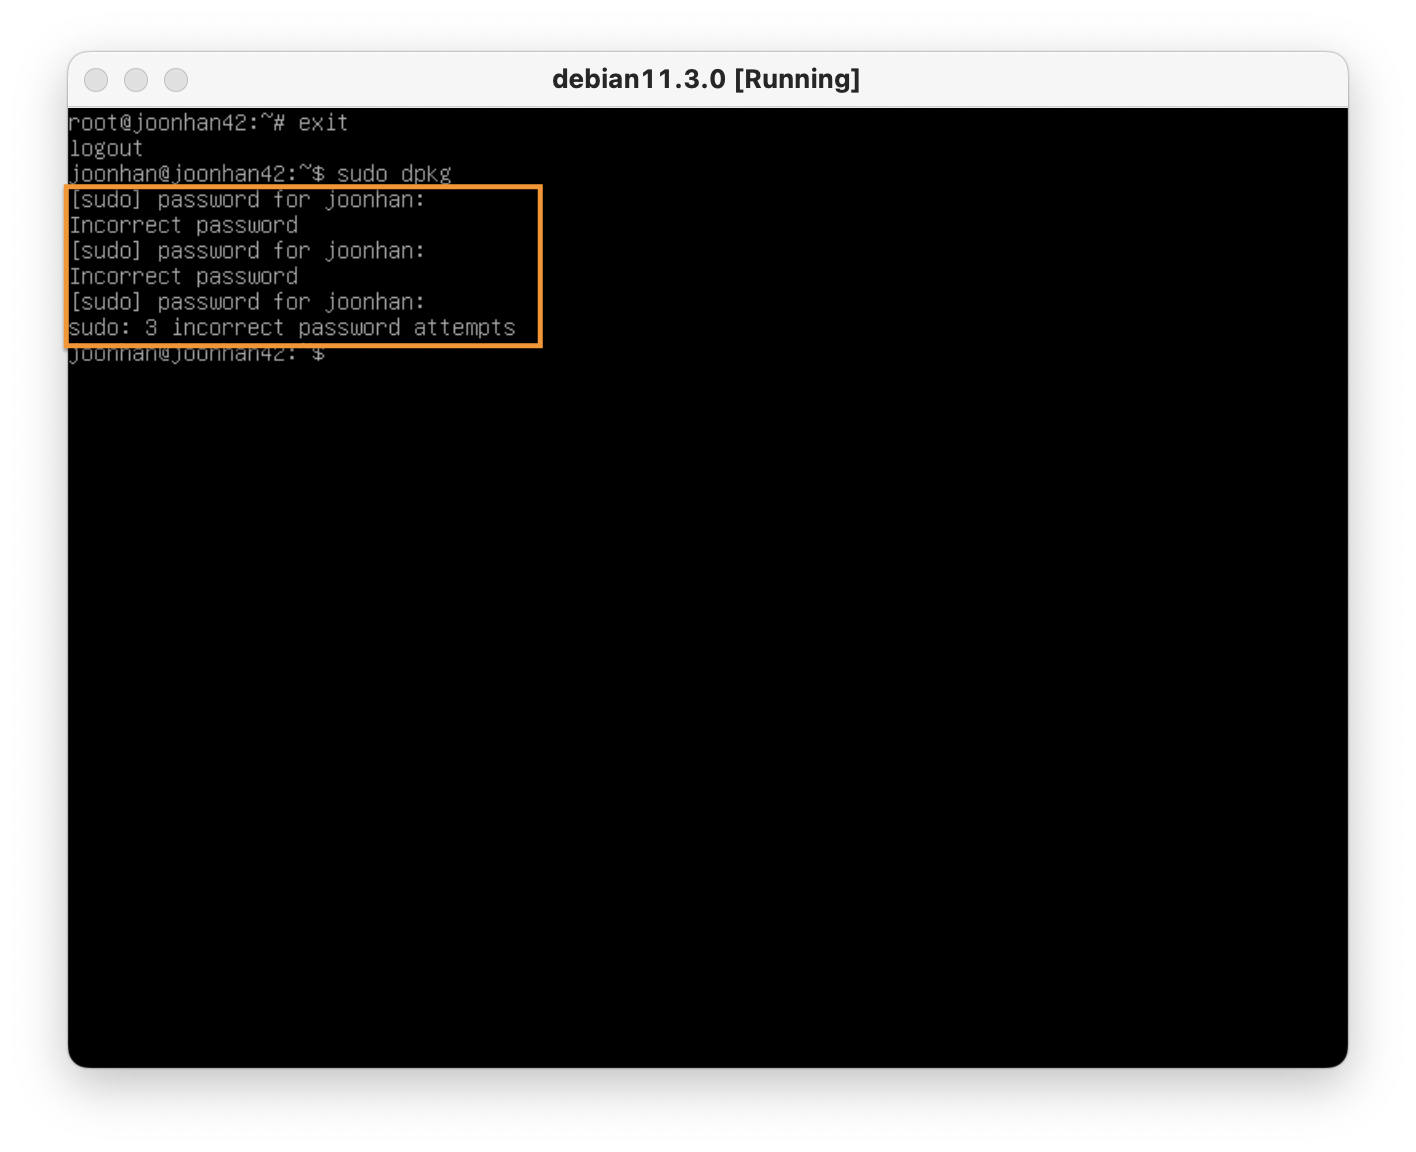 debian11.3.0 [Running]
root@joonhan42:~# exit
logout
joonhan@joonhan42:~$ sudo dpkg
[sudo] password for joonhan:
Incorrect password
[sudo] password for joonhan:
Incorrect password
[sudo] password for joonhan:
sudo: 3 incorrect password attempts
joonhan@joonhan42:~$